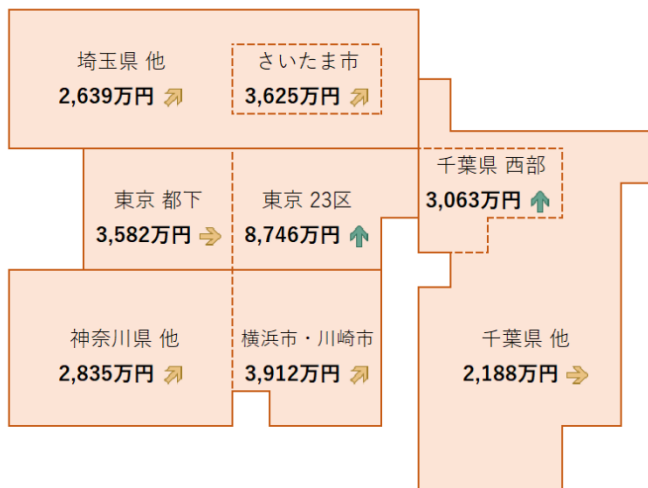 埼玉県 他
2,639万円
さいたま市
3,625万円
千葉県 西部
3,063万円
東京 都下
3,582万円
東京 23区
8,746万円
神奈川県 他
2,835万円
横浜市・川崎市
3,912万円
千葉県 他
2,188万円